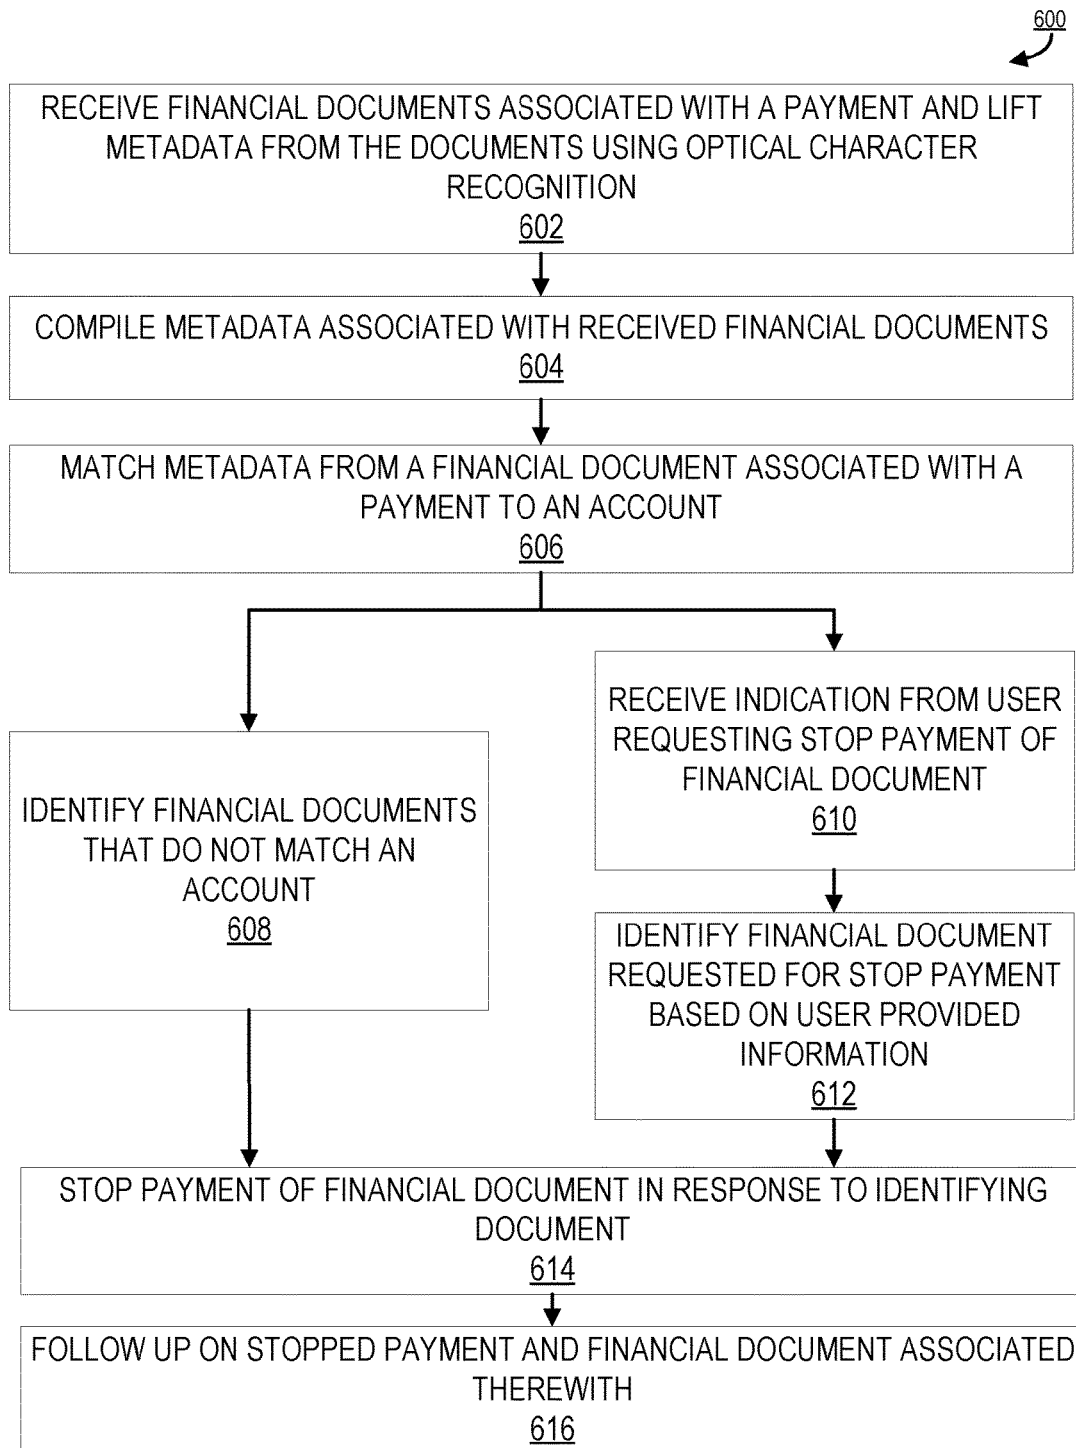 600
RECEIVE FINANCIAL DOCUMENTS ASSOCIATED WITH A PAYMENT AND LIFT
METADATA FROM THE DOCUMENTS USING OPTICAL CHARACTER
RECOGNITION
602
COMPILE METADATA ASSOCIATED WITH RECEIVED FINANCIAL DOCUMENTS
604
MATCH METADATA FROM A FINANCIAL DOCUMENT ASSOCIATED WITH A
PAYMENT TO AN ACCOUNT
606
IDENTIFY FINANCIAL DOCUMENTS
THAT DO NOT MATCH AN
ACCOUNT
608
RECEIVE INDICATION FROM USER
REQUESTING STOP PAYMENT OF
FINANCIAL DOCUMENT
610
IDENTIFY FINANCIAL DOCUMENT
REQUESTED FOR STOP PAYMENT
BASED ON USER PROVIDED
INFORMATION
612
STOP PAYMENT OF FINANCIAL DOCUMENT IN RESPONSE TO IDENTIFYING
DOCUMENT
614
FOLLOW UP ON STOPPED PAYMENT AND FINANCIAL DOCUMENT ASSOCIATED
THEREWITH
616